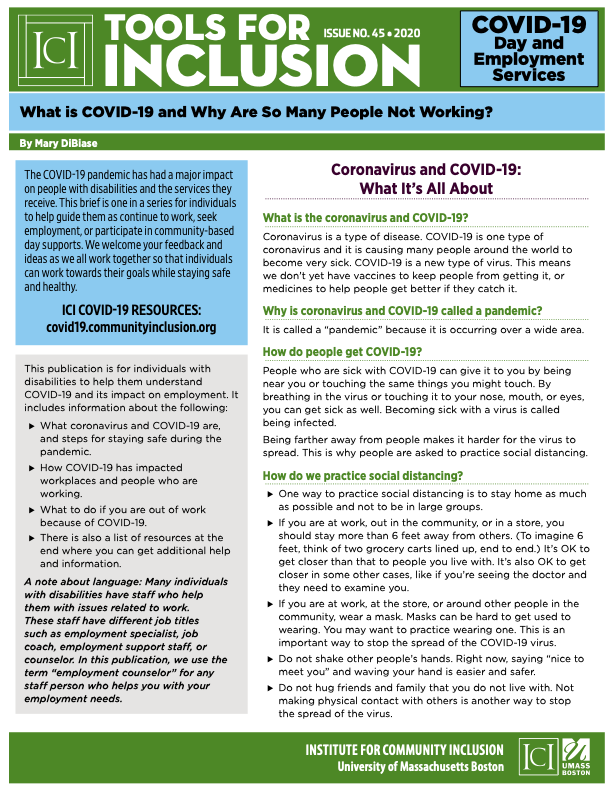 ICI
TOOLS FOR
ISSUE NO. 45 • 2020
INCLUSION
COVID-19
Day and
Employment
Services
What is COVID-19 and Why Are So Many People Not Working?
By Mary DiBiase
The COVID-19 pandemic has had a major impact
on people with disabilities and the services they
receive. This brief is one in a series for individuals
to help guide them as continue to work, seek
employment, or participate in community-based
day supports. We welcome your feedback and
ideas as we all work together so that individuals
can work towards their goals while staying safe
and healthy.
ICI COVID-19 RESOURCES:
covid19.communityinclusion.org
This publication is for individuals with
disabilities to help them understand
COVID-19 and its impact on employment. It
includes information about the following:
▶ What coronavirus and COVID-19 are,
and steps for staying safe during the
pandemic.
▶ How COVID-19 has impacted
workplaces and people who are
working.
▶ What to do if you are out of work
because of COVID-19.
▶ There is also a list of resources at the
end where you can get additional help
and information.
A note about language: Many individuals
with disabilities have staff who help
them with issues related to work.
These staff have different job titles
such as employment specialist, job
coach, employment support staff, or
counselor. In this publication, we use the
term “employment counselor” for any
staff person who helps you with your
employment needs.
Coronavirus and COVID-19:
What It’s All About
What is the coronavirus and COVID-19?
Coronavirus is a type of disease. COVID-19 is one type of
coronavirus and it is causing many people around the world to
become very sick. COVID-19 is a new type of virus. This means
we don’t yet have vaccines to keep people from getting it, or
medicines to help people get better if they catch it.
Why is coronavirus and COVID-19 called a pandemic?
It is called a “pandemic” because it is occurring over a wide area.
How do people get COVID-19?
People who are sick with COVID-19 can give it to you by being
near you or touching the same things you might touch. By
breathing in the virus or touching it to your nose, mouth, or eyes,
you can get sick as well. Becoming sick with a virus is called
being infected.
Being farther away from people makes it harder for the virus to
spread. This is why people are asked to practice social distancing.
How do we practice social distancing?
▶ One way to practice social distancing is to stay home as much
as possible and not to be in large groups.
▶ If you are at work, out in the community, or in a store, you
should stay more than 6 feet away from others. (To imagine 6
feet, think of two grocery carts lined up, end to end.) It’s OK to
get closer than that to people you live with. It’s also OK to get
closer in some other cases, like if you’re seeing the doctor and
they need to examine you.
▶ If you are at work, at the store, or around other people in the
community, wear a mask. Masks can be hard to get used to
wearing. You may want to practice wearing one. This is an
important way to stop the spread of the COVID-19 virus.
▶ Do not shake other people’s hands. Right now, saying “nice to
meet you” and waving your hand is easier and safer.
▶ Do not hug friends and family that you do not live with. Not
making physical contact with others is another way to stop
the spread of the virus.
INSTITUTE FOR COMMUNITY INCLUSION
University of Massachusetts Boston
ICI
UMASS
BOSTON